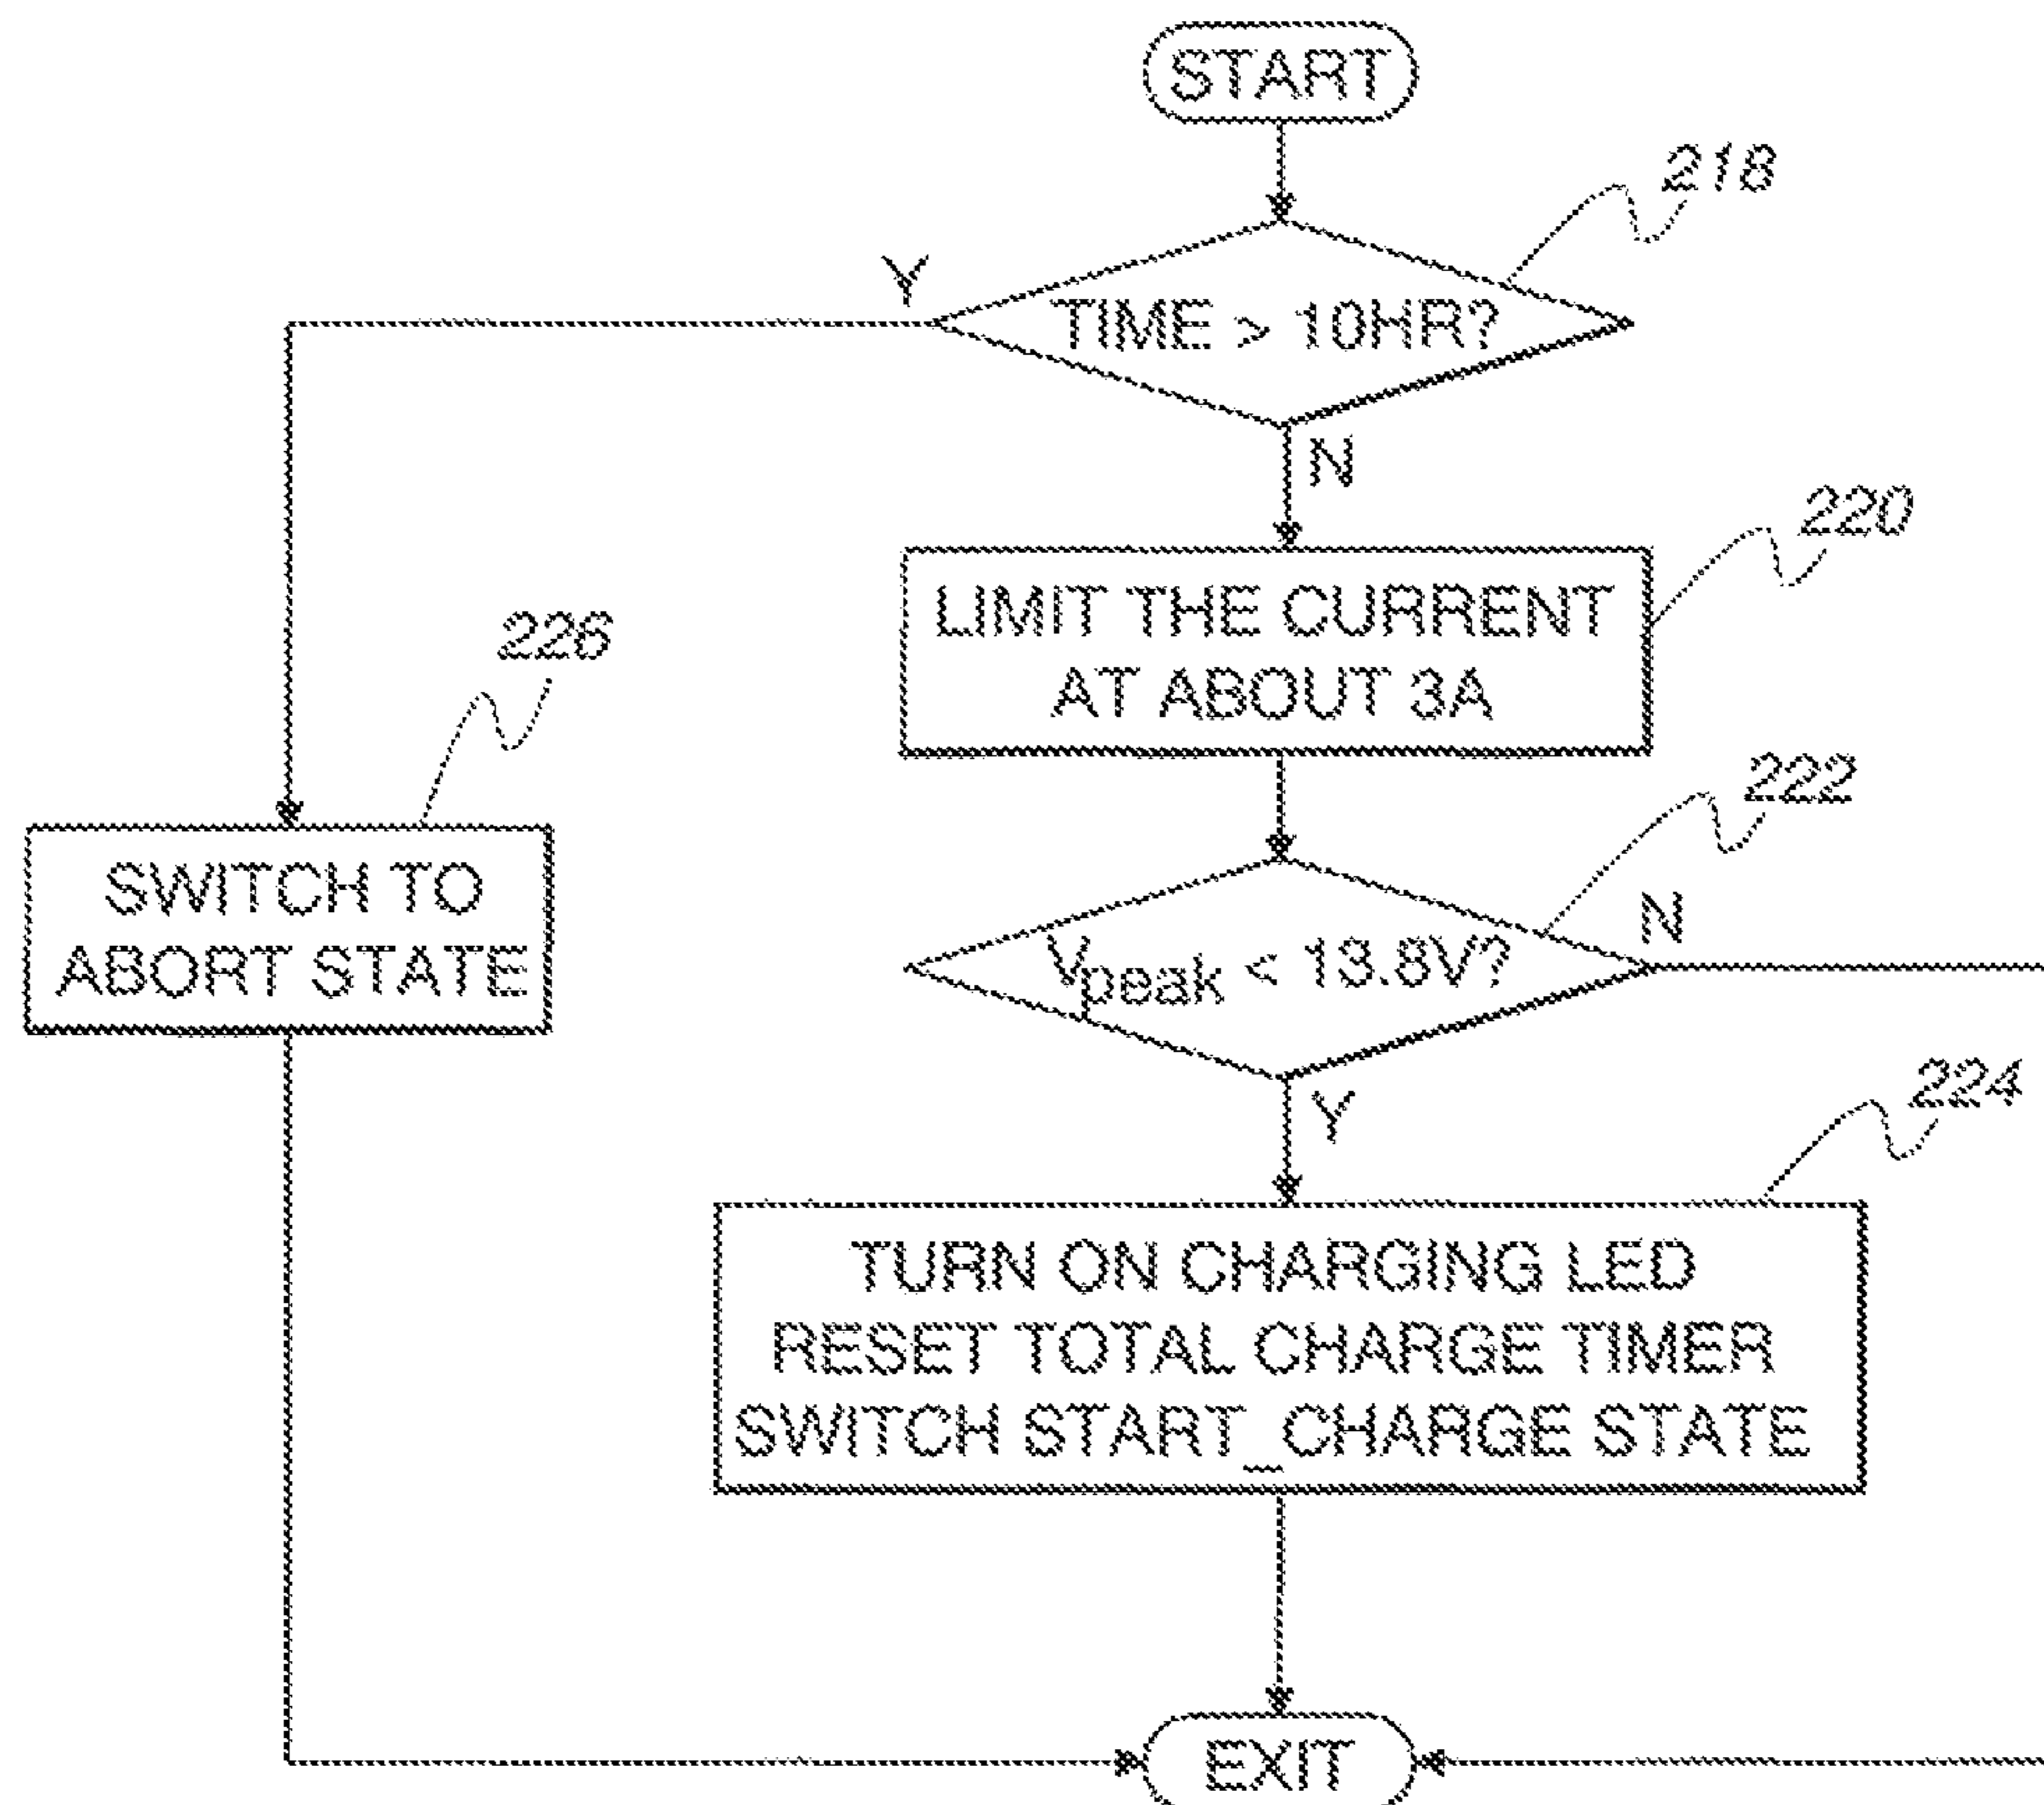 START
218
Y
TIME > 10HR?
N
220
LIMIT THE CURRENT
AT ABOUT 3A
226
222
SWITCH TO
ABORT STATE
N
Vpeak < 13.8V?
224
Y
TURN ON CHARGING LED
RESET TOTAL CHARGE TIMER
SWITCH START_CHARGE STATE
EXIT